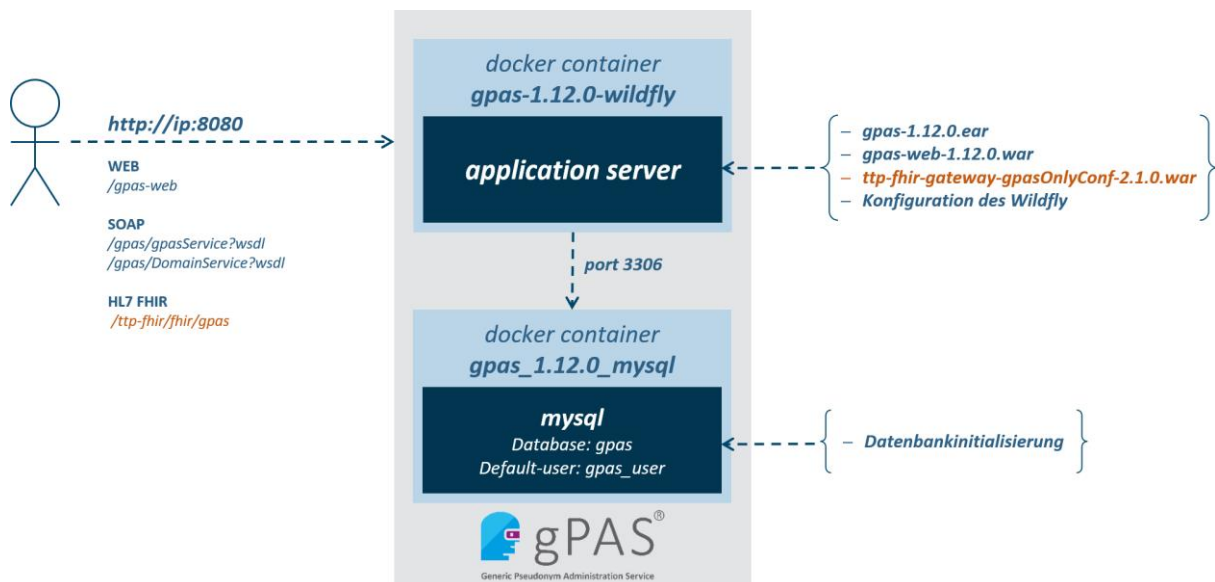 http://ip:8080
WEB
/gpas-web
SOAP
/gpas/gpasService?wsdl
/gpas/DomainService?wsdl
HL7 FHIR
/ttp-fhir/fhir/gpas
docker container
gpas-1.12.0-wildfly
application server
– gpas-1.12.0.ear
– gpas-web-1.12.0.war
– ttp-fhir-gateway-gpasOnlyConf-2.1.0.war
– Konfiguration des Wildfly
port 3306
docker container
gpas_1.12.0_mysql
mysql
Database: gpas
Default-user: gpas_user
– Datenbankinitialisierung
gPAS®
Generic Pseudonym Administration Service